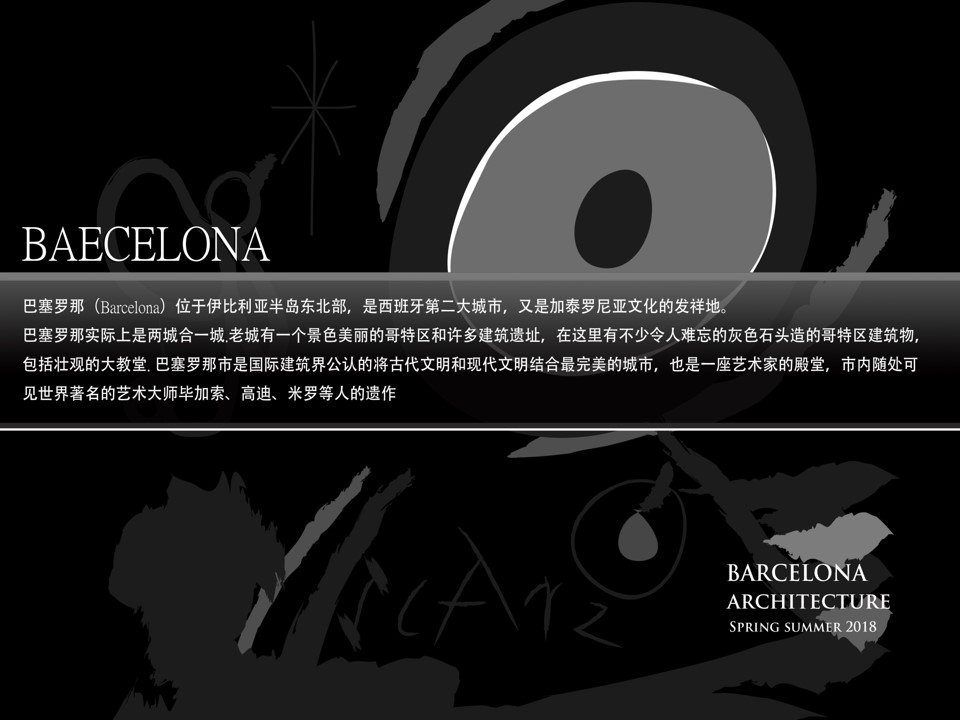 BAECELONA
巴塞罗那（Barcelona）位于伊比利亚半岛东北部，是西班牙第二大城市，又是加泰罗尼亚文化的发祥地。
巴塞罗那实际上是两城合一城.老城有一个景色美丽的哥特区和许多建筑遗址，在这里有不少令人难忘的灰色石头造的哥特区建筑物，
包括壮观的大教堂. 巴塞罗那市是国际建筑界公认的将古代文明和现代文明结合最完美的城市，也是一座艺术家的殿堂，市内随处可
见世界著名的艺术大师毕加索、高迪、米罗等人的遗作
BARCELONA
ARCHITECTURE
SPRING SUMMER 2018